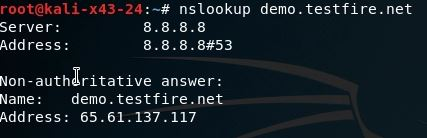 root@kali-x43-24:~# nslookup demo.testfire.net
Server:         8.8.8.8
Address:        8.8.8.8#53
Non-authoritative answer:
Name:   demo.testfire.net
Address: 65.61.137.117